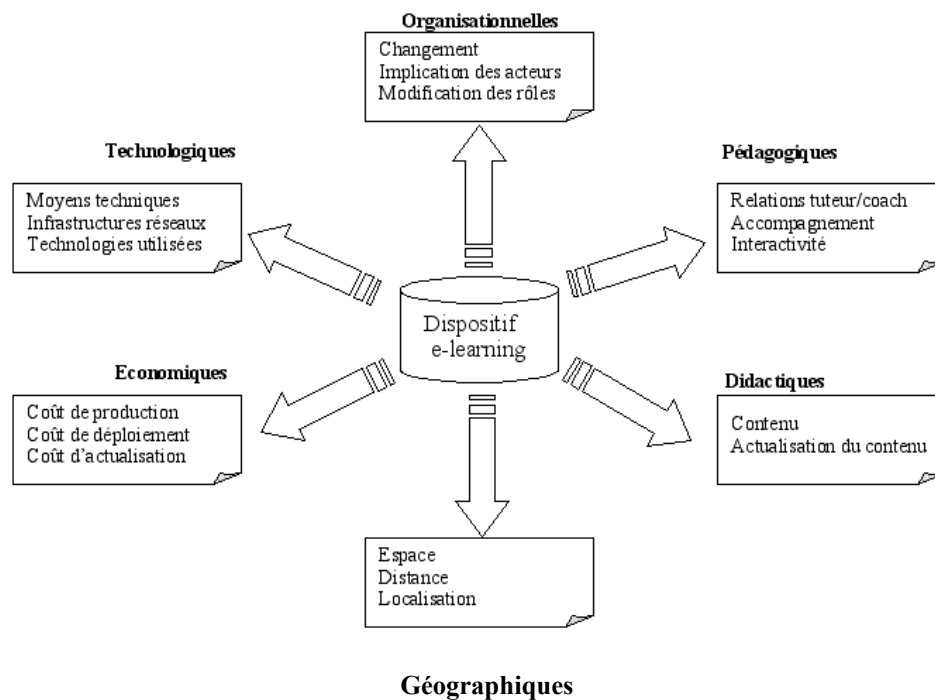 Organisationnelles
Changement
Implication des acteurs
Modification des rôles
Technologiques
Moyens techniques
Infrastructures réseaux
Technologies utilisées
Pédagogiques
Relations tuteur/coach
Accompagnement
Interactivité
Dispositif
e-learning
Economiques
Coût de production
Coût de déploiement
Coût d'actualisation
Didactiques
Contenu
Actualisation du contenu
Espace
Distance
Localisation
Géographiques